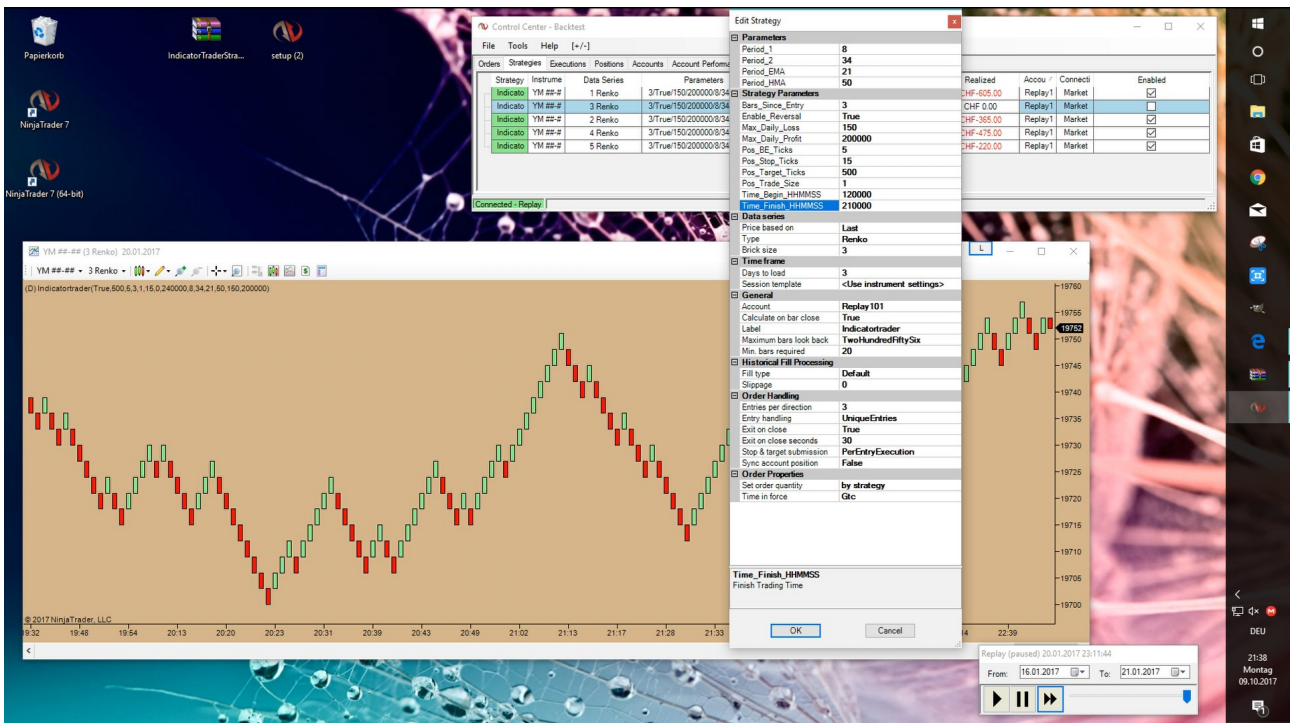 Papierkorb
IndicatorTraderStra...
setup (2)
NinjaTrader 7
NinjaTrader 7 (64-bit)
Control Center - Backtest
File Tools Help [+/-]
Orders Strategies Executions Positions Accounts Account Performa
Strategy Instrume Data Series Parameters Realized Accou Connecti Enabled
Indicato YM ##-# 1 Renko 3/True/150/200000/8/34 CHF-605.00 Replay1 Market
Indicato YM ##-# 3 Renko 3/True/150/200000/8/34 CHF 0.00 Replay1 Market
Indicato YM ##-# 2 Renko 3/True/150/200000/8/34 CHF-365.00 Replay1 Market
Indicato YM ##-# 4 Renko 3/True/150/200000/8/34 CHF-475.00 Replay1 Market
Indicato YM ##-# 5 Renko 3/True/150/200000/8/34 CHF-220.00 Replay1 Market
Connected - Replay
Edit Strategy
Parameters
Period_1 8
Period_2 34
Period_EMA 21
Period_HMA 50
Strategy Parameters
Bars_Since_Entry 3
Enable_Reversal True
Max_Daily_Loss 150
Max_Daily_Profit 200000
Pos_BE_Ticks 5
Pos_Stop_Ticks 15
Pos_Target_Ticks 500
Pos_Trade_Size 1
Time_Begin_HHMMSS 120000
Time_Finish_HHMMSS 210000
Data series
Price based on Last
Type Renko
Brick size 3
Time frame
Days to load 3
Session template <Use instrument settings>
General
Account Replay101
Calculate on bar close True
Label Indicatortrader
Maximum bars look back TwoHundredFiftySix
Min. bars required 20
Historical Fill Processing
Fill type Default
Slippage 0
Order Handling
Entries per direction 3
Entry handling UniqueEntries
Exit on close True
Exit on close seconds 30
Stop & target submission PerEntryExecution
Sync account position False
Order Properties
Set order quantity by strategy
Time in force Gtc
Time_Finish_HHMMSS
Finish Trading Time
OK Cancel
YM ##-## (3 Renko) 20.01.2017
L
YM ##-## 3 Renko
(D) Indicatortrader(True,500,5,3,1,15,0,240000,8,34,21,50,150,200000)
19760
19755
19752
19750
19745
19740
19735
19730
19725
19720
19715
19710
19705
19700
© 2017 NinjaTrader, LLC
19:32 19:46 19:54 20:13 20:20 20:23 20:31 20:39 20:43 20:49 21:02 21:13 21:17 21:28 21:33 22:39
Replay (paused) 20.01.2017 23:11:44
From: 16.01.2017 To: 21.01.2017
DEU
21:38
Montag
09.10.2017